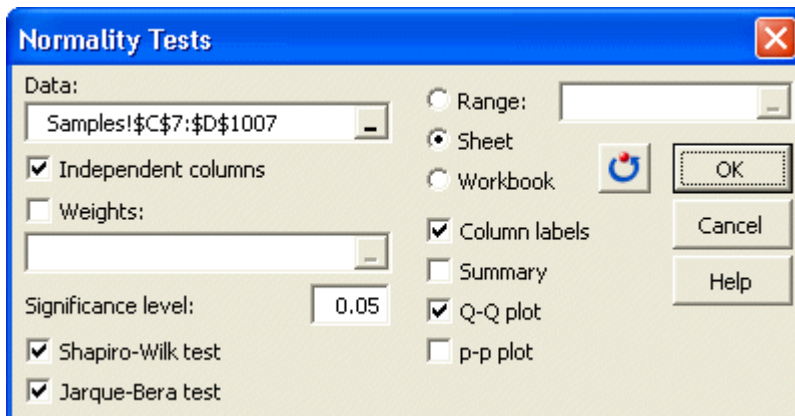 Normality Tests
Data:
Samples!$C$7:$D$1007
Independent columns
Weights:
Significance level: 0.05
Shapiro-Wilk test
Jarque-Bera test
Range:
Sheet
Workbook
Column labels
Summary
Q-Q plot
p-p plot
OK
Cancel
Help